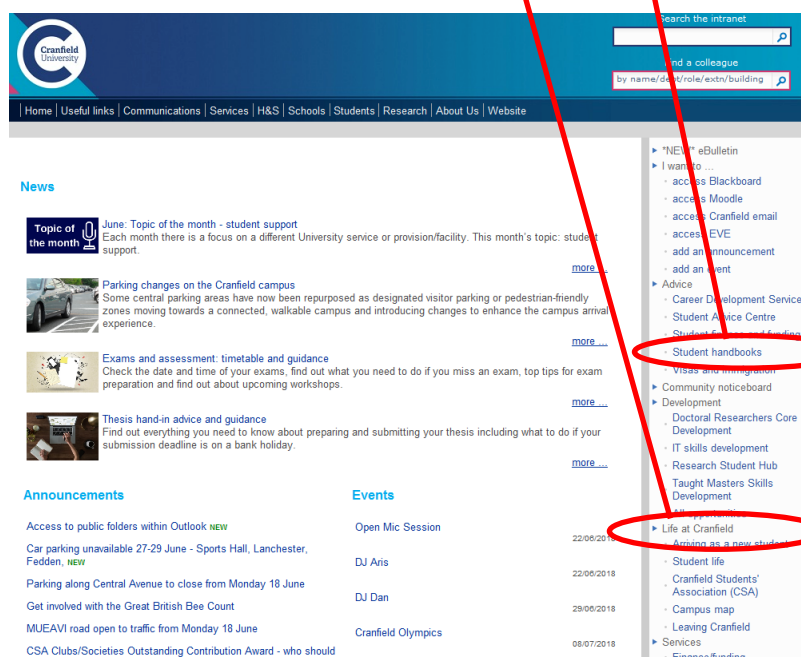 Cranfield
University
Search the intranet
Find a colleague
by name/dept/role/extn/building
Home | Useful links | Communications | Services | H&S | Schools | Students | Research | About Us | Website
News
Topic of
the month
June: Topic of the month - student support
Each month there is a focus on a different University service or provision/facility. This month's topic: student
support.
more ...
Parking changes on the Cranfield campus
Some central parking areas have now been repurposed as designated visitor parking or pedestrian-friendly
zones moving towards a connected, walkable campus and introducing changes to enhance the campus arrival
experience.
more ...
Exams and assessment: timetable and guidance
Check the date and time of your exams, find out what you need to do if you miss an exam, top tips for exam
preparation and find out about upcoming workshops.
more ...
Thesis hand-in advice and guidance
Find out everything you need to know about preparing and submitting your thesis including what to do if your
submission deadline is on a bank holiday.
more ...
Announcements
Access to public folders within Outlook NEW
Car parking unavailable 27-29 June - Sports Hall, Lanchester,
Fedden, NEW
Parking along Central Avenue to close from Monday 18 June
Get involved with the Great British Bee Count
MUEAVI road open to traffic from Monday 18 June
CSA Clubs/Societies Outstanding Contribution Award - who should
Events
Open Mic Session
22/06/2018
DJ Aris
22/06/2018
DJ Dan
29/06/2018
Cranfield Olympics
08/07/2018
*NEW* eBulletin
I want to ...
access Blackboard
access Moodle
access Cranfield email
access EVE
add an announcement
add an event
Advice
Career Development Service
Student Advice Centre
Student finance and funding
Student handbooks
Visas and immigration
Community noticeboard
Development
Doctoral Researchers Core
Development
IT skills development
Research Student Hub
Taught Masters Skills
Development
All opportunities
Life at Cranfield
Arriving as a new student
Student life
Cranfield Students'
Association (CSA)
Campus map
Leaving Cranfield
Services
Finance/funding